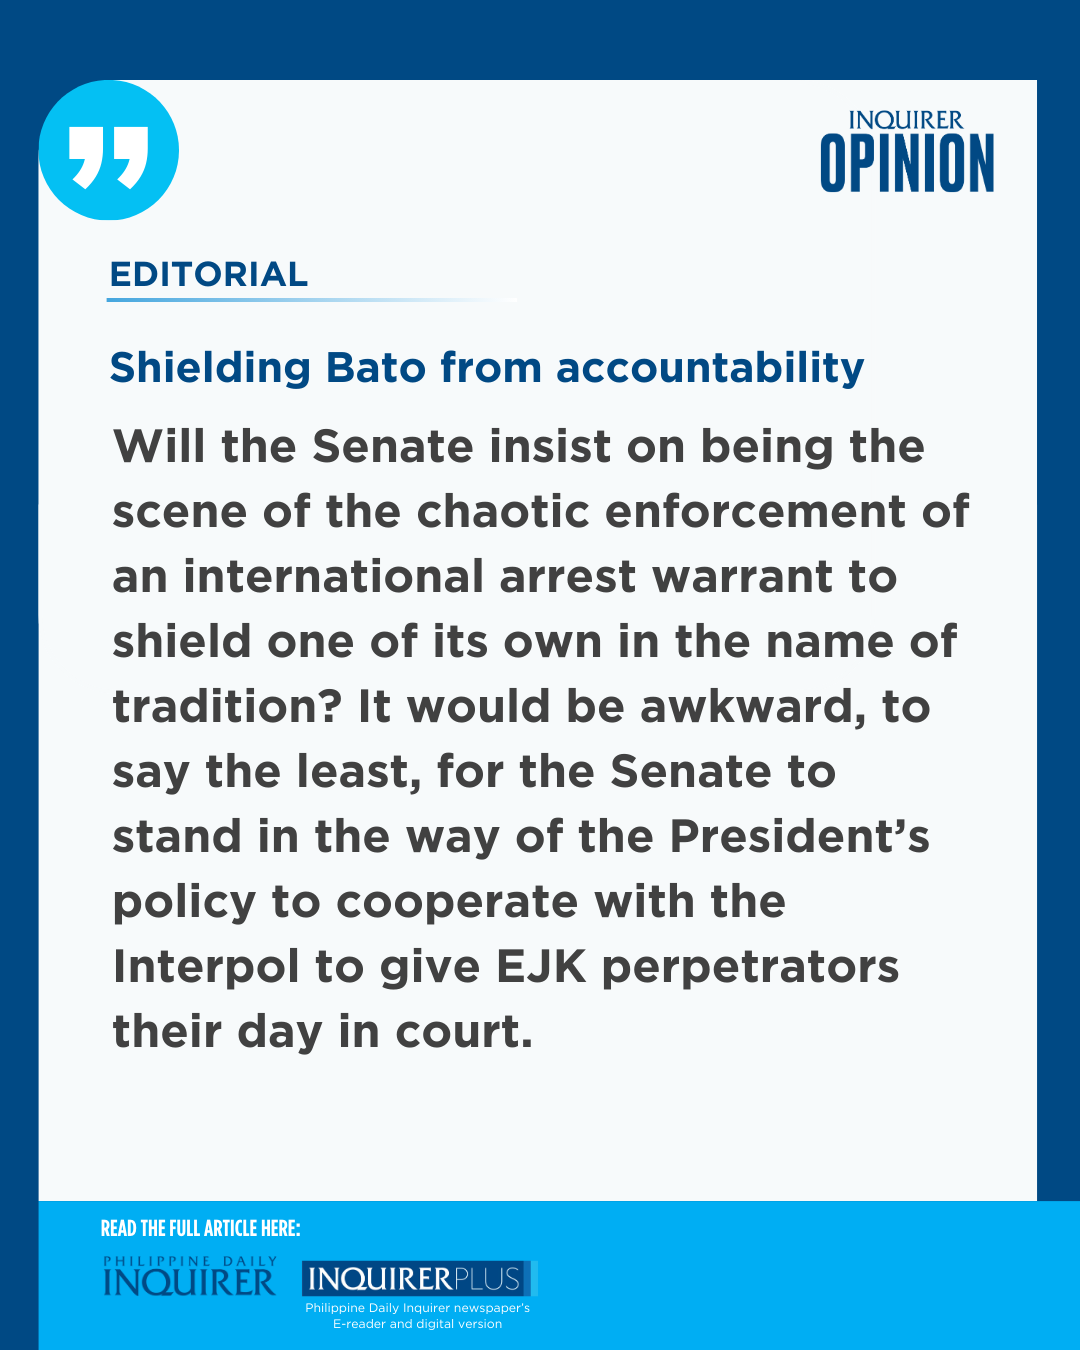 INQUIRER
OPINION
EDITORIAL
Shielding Bato from accountability
Will the Senate insist on being the
scene of the chaotic enforcement of
an international arrest warrant to
shield one of its own in the name of
tradition? It would be awkward, to
say the least, for the Senate to
stand in the way of the President’s
policy to cooperate with the
Interpol to give EJK perpetrators
their day in court.
READ THE FULL ARTICLE HERE:
PHILIPPINE DAILY
INQUIRER
INQUIRERPLUS
Philippine Daily Inquirer newspaper's
E-reader and digital version